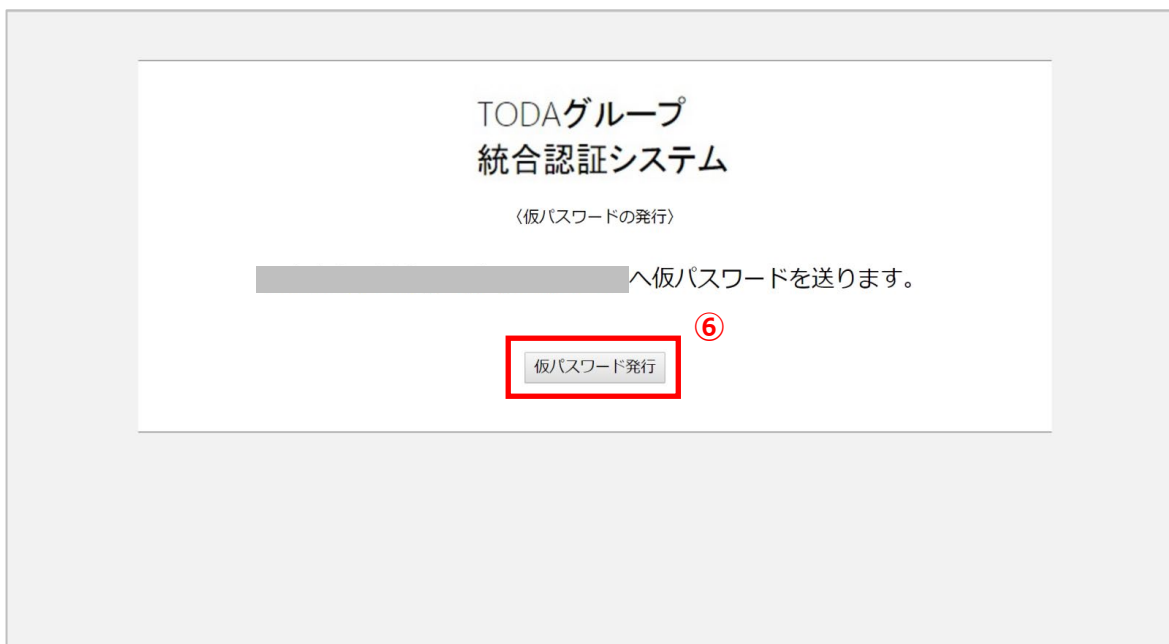 TODAグループ
統合認証システム
〈仮パスワードの発行〉
へ仮パスワードを送ります。
⑥
仮パスワード発行